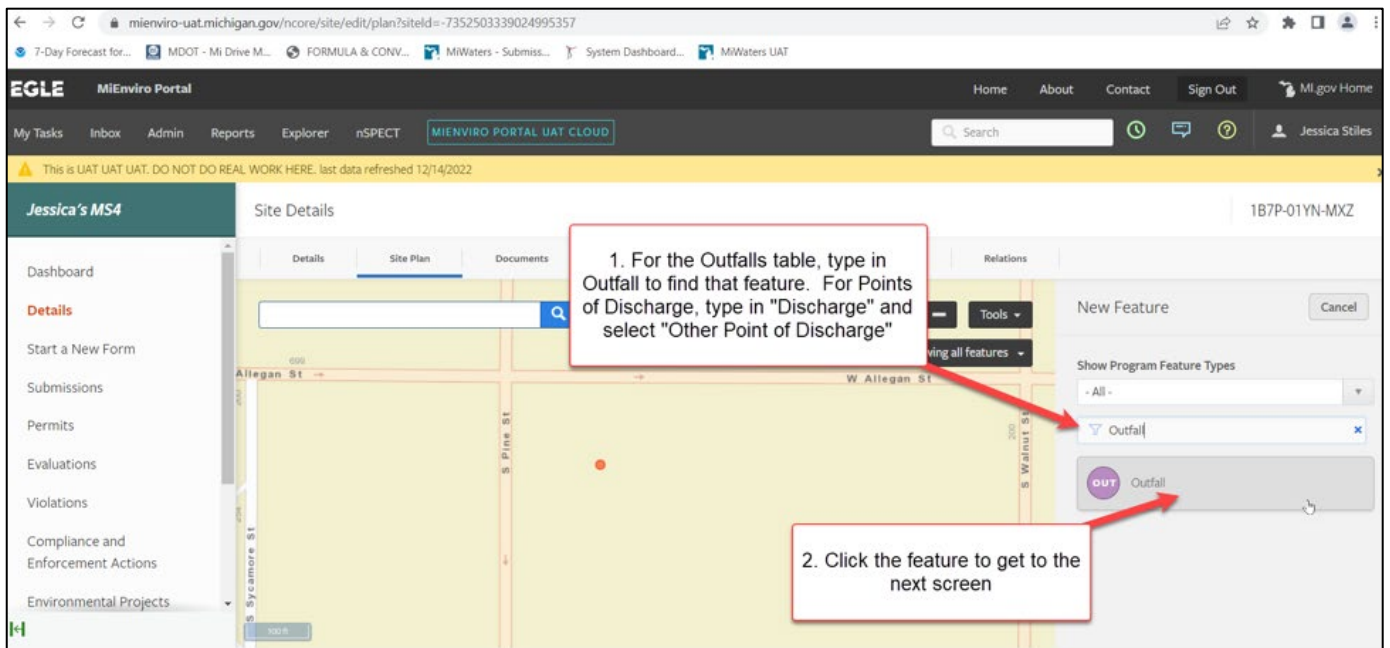 mienviro-uat.michigan.gov/ncore/site/edit/plan?siteId=-7352503339024995357
7-Day Forecast for... MDOT - Mi Drive M... FORMULA & CONV... MiWaters - Submiss... System Dashboard... MiWaters UAT
EGLE MiEnviro Portal Home About Contact Sign Out MI.gov Home
My Tasks Inbox Admin Reports Explorer nSPECT MIENVIRO PORTAL UAT CLOUD Search Jessica Stiles
This is UAT UAT UAT. DO NOT DO REAL WORK HERE. last data refreshed 12/14/2022
Jessica's MS4 Site Details 1B7P-01YN-MXZ
Details Site Plan Documents Relations
1. For the Outfalls table, type in
Outfall to find that feature. For Points
of Discharge, type in "Discharge" and
select "Other Point of Discharge"
Tools
ving all features
New Feature Cancel
Show Program Feature Types
- All -
Outfall
OUT Outfall
2. Click the feature to get to the
next screen
Dashboard
Details
Start a New Form
Submissions
Permits
Evaluations
Violations
Compliance and
Enforcement Actions
Environmental Projects
699
Allegan St
W Allegan St
200
S Pine St
200
S Walnut St
S Sycamore St
100 ft